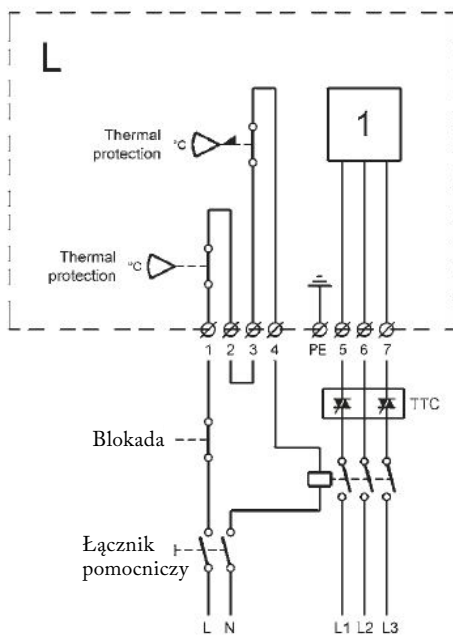 L
1
Thermal
protection
°C
Thermal
protection
°C
1 2 3 4 PE 5 6 7
TTC
Blokada
Łącznik
pomocniczy
L N L1 L2 L3